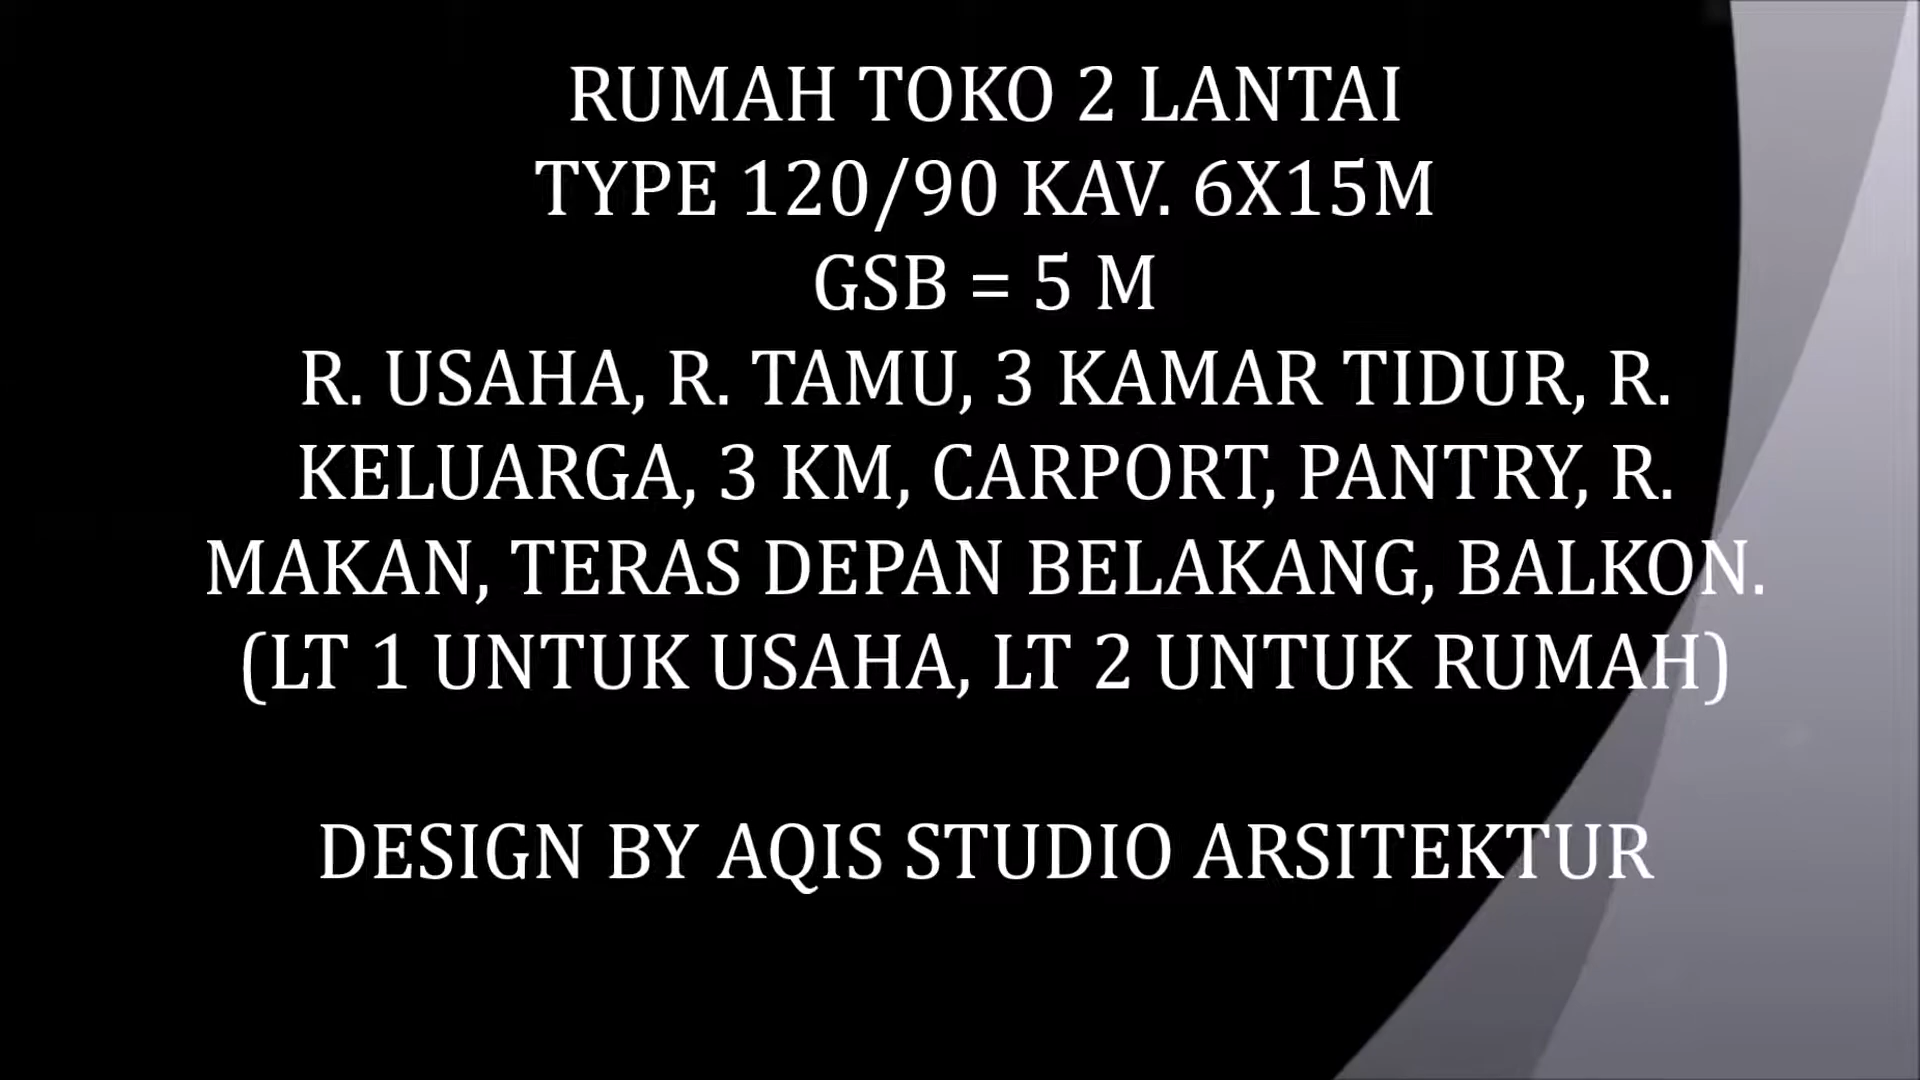 RUMAH TOKO 2 LANTAI
TYPE 120/90 KAV. 6X15M
GSB = 5 M
R. USAHA, R. TAMU, 3 KAMAR TIDUR, R.
KELUARGA, 3 KM, CARPORT, PANTRY, R.
MAKAN, TERAS DEPAN BELAKANG, BALKON.
(LT 1 UNTUK USAHA, LT 2 UNTUK RUMAH)
DESIGN BY AQIS STUDIO ARSITEKTUR